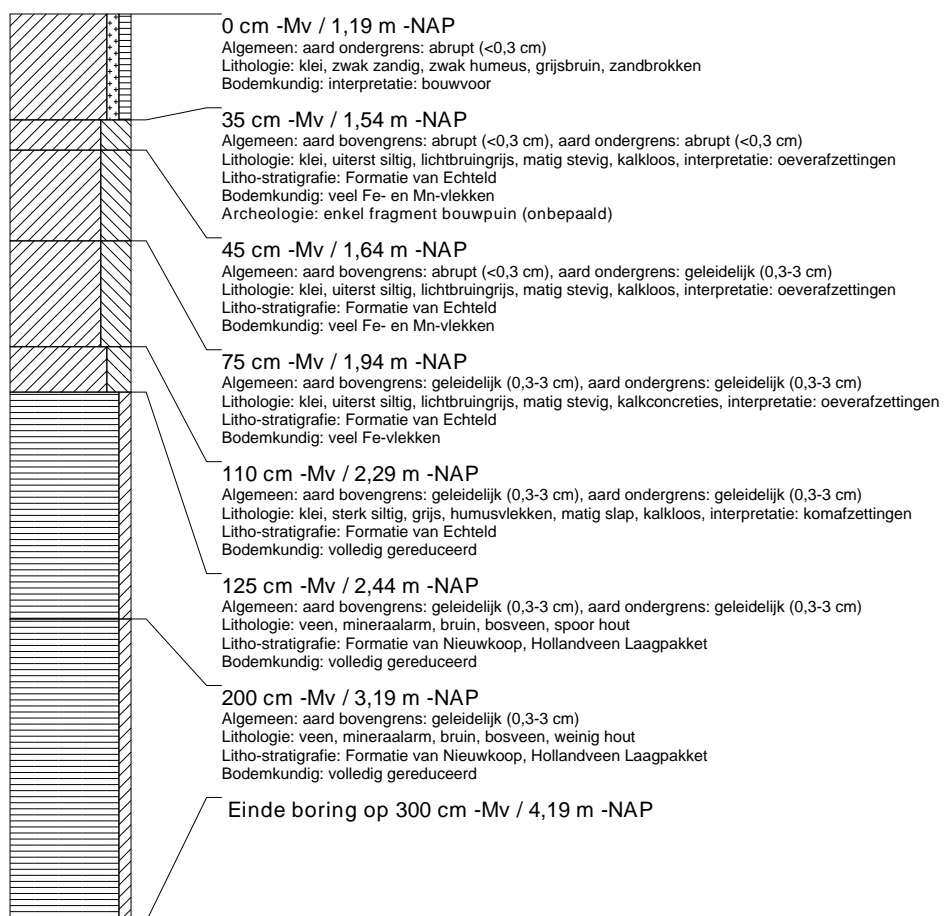 0 cm -Mv / 1,19 m -NAP
Algemeen: aard ondergrens: abrupt (<0,3 cm)
Lithologie: klei, zwak zandig, zwak humeus, grijsbruin, zandbrokken
Bodemkundig: interpretatie: bouwvoor
35 cm -Mv / 1,54 m -NAP
Algemeen: aard bovengrens: abrupt (<0,3 cm), aard ondergrens: abrupt (<0,3 cm)
Lithologie: klei, uiterst siltig, lichtbruingrijs, matig stevig, kalkloos, interpretatie: oeverafzettingen
Litho-stratigrafie: Formatie van Echteld
Bodemkundig: veel Fe- en Mn-vlekken
Archeologie: enkel fragment bouwpuin (onbepaald)
45 cm -Mv / 1,64 m -NAP
Algemeen: aard bovengrens: abrupt (<0,3 cm), aard ondergrens: geleidelijk (0,3-3 cm)
Lithologie: klei, uiterst siltig, lichtbruingrijs, matig stevig, kalkloos, interpretatie: oeverafzettingen
Litho-stratigrafie: Formatie van Echteld
Bodemkundig: veel Fe- en Mn-vlekken
75 cm -Mv / 1,94 m -NAP
Algemeen: aard bovengrens: geleidelijk (0,3-3 cm), aard ondergrens: geleidelijk (0,3-3 cm)
Lithologie: klei, uiterst siltig, lichtbruingrijs, matig stevig, kalkconcreties, interpretatie: oeverafzettingen
Litho-stratigrafie: Formatie van Echteld
Bodemkundig: veel Fe-vlekken
110 cm -Mv / 2,29 m -NAP
Algemeen: aard bovengrens: geleidelijk (0,3-3 cm), aard ondergrens: geleidelijk (0,3-3 cm)
Lithologie: klei, sterk siltig, grijs, humusvlekken, matig slap, kalkloos, interpretatie: komafzettingen
Litho-stratigrafie: Formatie van Echteld
Bodemkundig: volledig gereduceerd
125 cm -Mv / 2,44 m -NAP
Algemeen: aard bovengrens: geleidelijk (0,3-3 cm), aard ondergrens: geleidelijk (0,3-3 cm)
Lithologie: veen, mineraalarm, bruin, bosveen, spoor hout
Litho-stratigrafie: Formatie van Nieuwkoop, Hollandveen Laagpakket
Bodemkundig: volledig gereduceerd
200 cm -Mv / 3,19 m -NAP
Algemeen: aard bovengrens: geleidelijk (0,3-3 cm)
Lithologie: veen, mineraalarm, bruin, bosveen, weinig hout
Litho-stratigrafie: Formatie van Nieuwkoop, Hollandveen Laagpakket
Bodemkundig: volledig gereduceerd
Einde boring op 300 cm -Mv / 4,19 m -NAP